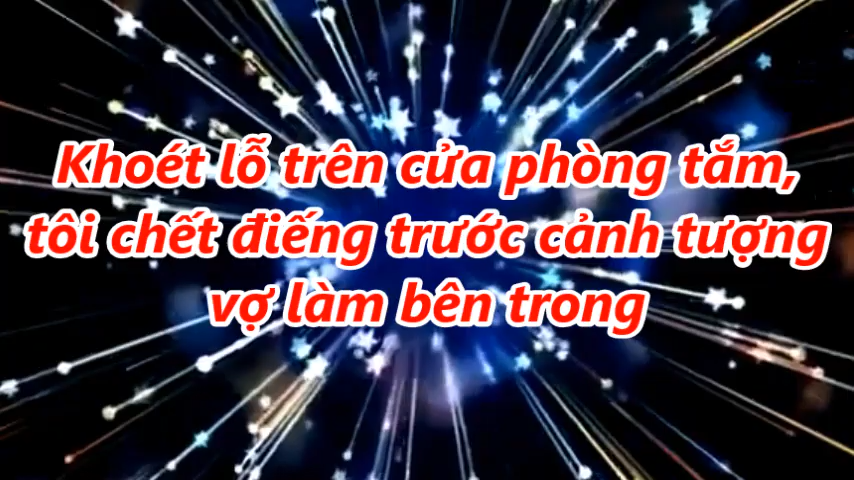 Khoét lỗ trên cửa phòng tắm,
tôi chết điếng trước cảnh tượng
vợ làm bên trong